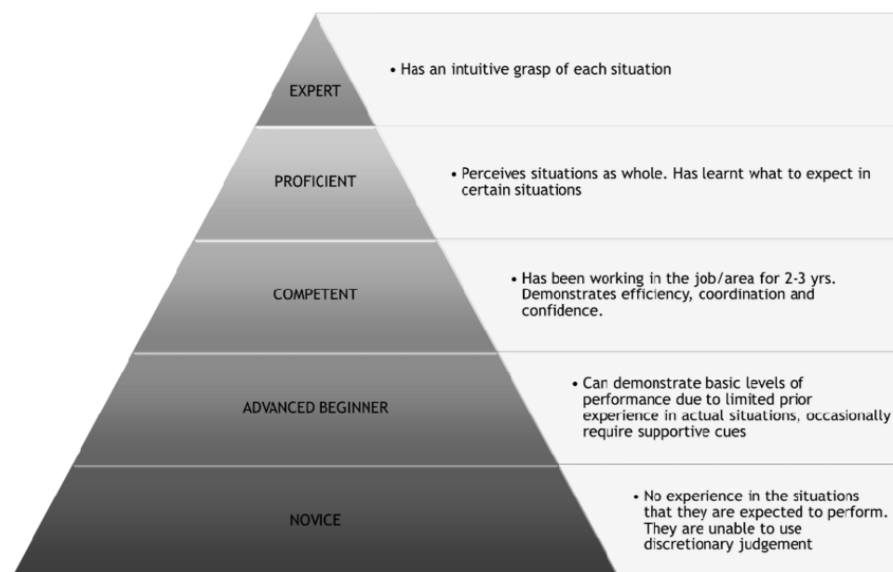 EXPERT
• Has an intuitive grasp of each situation
PROFICIENT
• Perceives situations as whole. Has learnt what to expect in
certain situations
COMPETENT
• Has been working in the job/area for 2-3 yrs.
Demonstrates efficiency, coordination and
confidence.
ADVANCED BEGINNER
• Can demonstrate basic levels of
performance due to limited prior
experience in actual situations, occasionally
require supportive cues
NOVICE
• No experience in the situations
that they are expected to perform.
They are unable to use
discretionary judgement